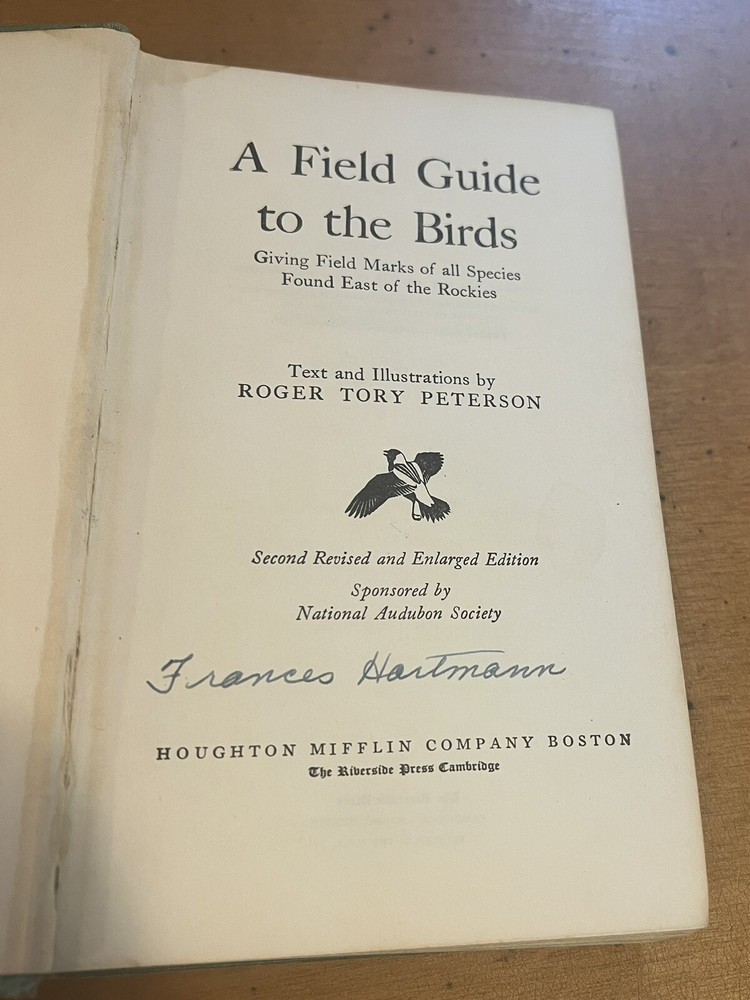 A Field Guide
to the Birds
Giving Field Marks of all Species
Found East of the Rockies
Text and Illustrations by
ROGER TORY PETERSON
Second Revised and Enlarged Edition
Sponsored by
National Audubon Society
Frances Hartmann
HOUGHTON MIFFLIN COMPANY BOSTON
The Riverside Press Cambridge